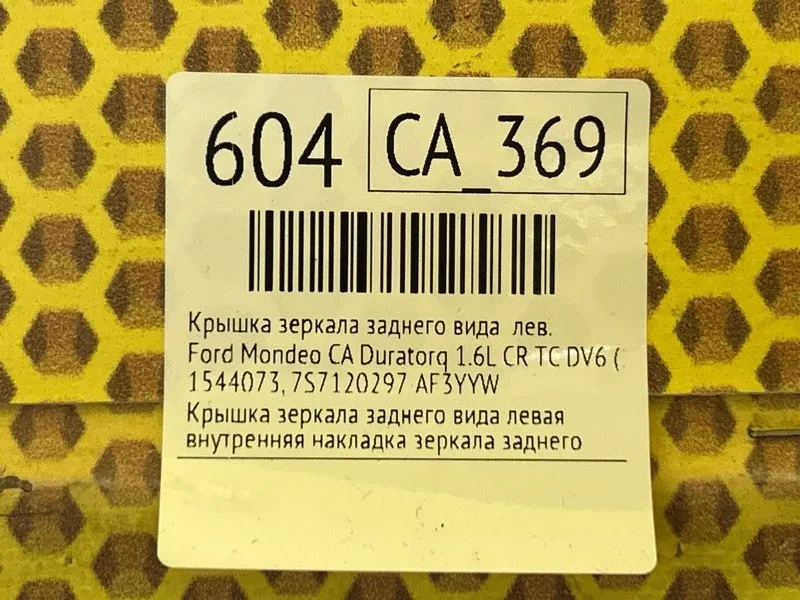 604 CA_369
Крышка зеркала заднего вида лев.
Ford Mondeo CA Duratorq 1.6L CR TC DV6 (
1544073, 7S7120297 AF3YYW
Крышка зеркала заднего вида левая
внутренняя накладка зеркала заднего